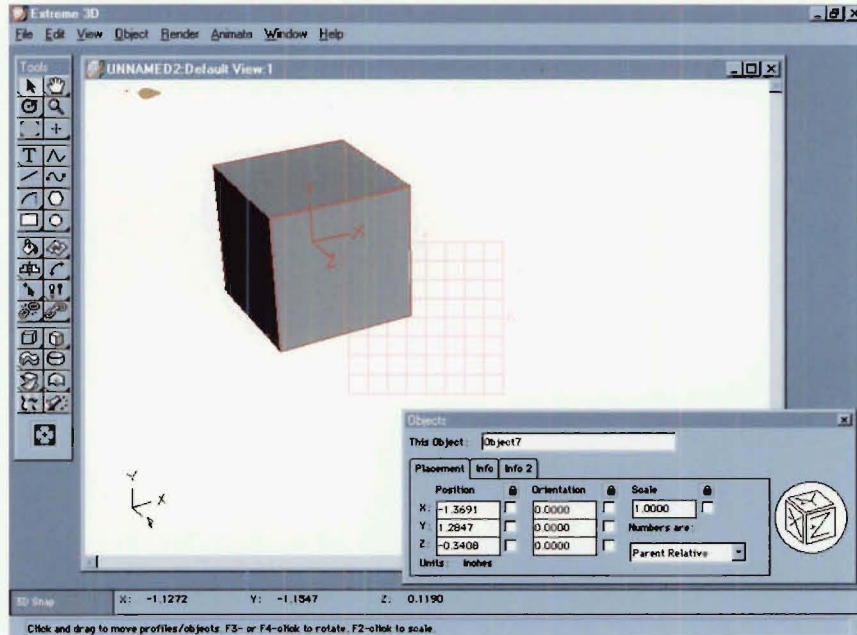 Extreme 3D
File Edit View Object Render Animate Window Help
Tools
UNNAMED2:Default View:1
T
X
Z
Y
X
Objects
This Object: Object7
Placement Info Info 2
Position Orientation Scale
X: -1.3691 0.0000 1.0000
Y: 1.2847 0.0000 Numbers are:
Z: -0.3408 0.0000 Parent Relative
Units: Inches
X Z
3D Snap X: -1.1272 Y: -1.1547 Z: 0.1190
Click and drag to move profiles/objects. F3- or F4-click to rotate. F2-click to scale.